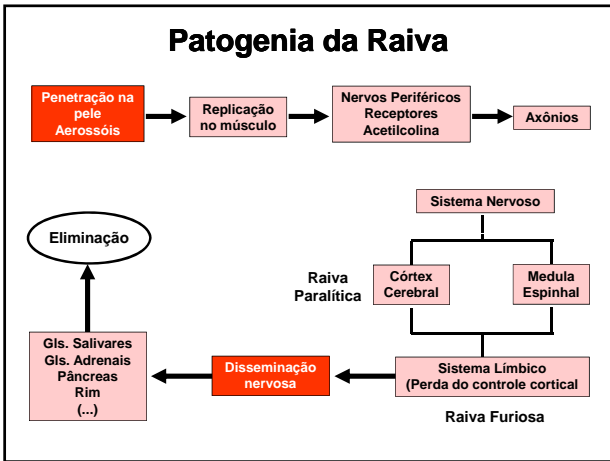 Patogenia da Raiva
Penetração na
pele
Aerossóis
Replicação
no músculo
Nervos Periféricos
Receptores
Acetilcolina
Axônios
Sistema Nervoso
Eliminação
Raiva
Paralítica
Córtex
Cerebral
Medula
Espinhal
Gls. Salivares
Gls. Adrenais
Pâncreas
Rim
(...)
Disseminação
nervosa
Sistema Límbico
(Perda do controle cortical
Raiva Furiosa